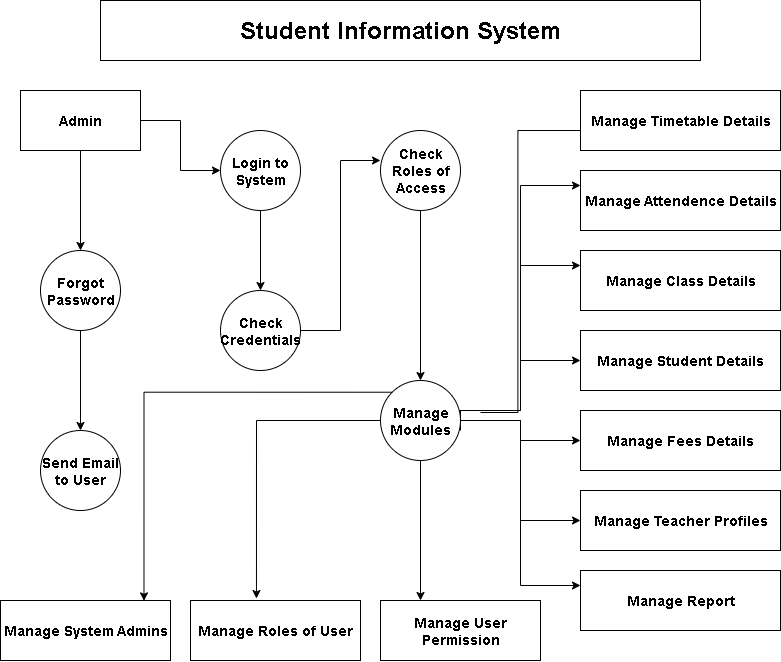 Student Information System
Admin
Login to
System
Check
Roles of
Access
Manage Timetable Details
Manage Attendence Details
Forgot
Password
Check
Credentials
Manage Class Details
Manage Student Details
Manage
Modules
Manage Fees Details
Send Email
to User
Manage Teacher Profiles
Manage Report
Manage System Admins
Manage Roles of User
Manage User
Permission